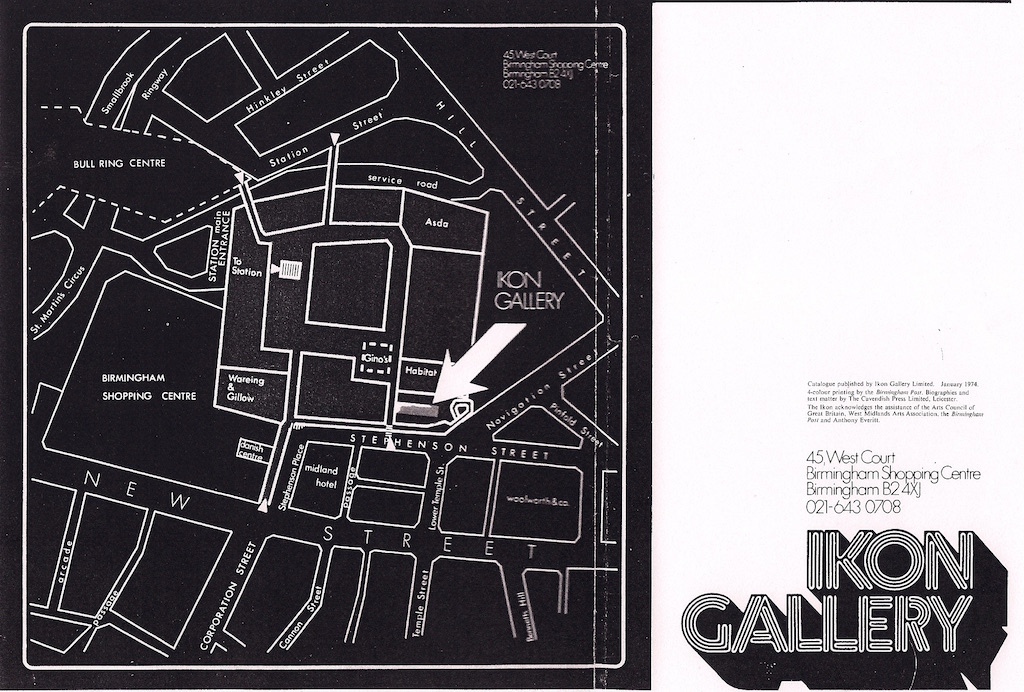 45 West Court
Birmingham Shopping Centre
Birmingham B2 4XJ
021-643 0708
Smallbrook
Ringway
Hinkley Street
Station Street
HILL STREET
BULL RING CENTRE
service road
Asda
STATION main
ENTRANCE
To
Station
St. Martin's Circus
IKON
GALLERY
Gino's
Habitat
BIRMINGHAM
SHOPPING CENTRE
Wareing
&
Gillow
Navigation Street
Pinfold Street
danish
centre
STEPHENSON STREET
Stephenson Place
midland
hotel
passage
Lower Temple St.
woolworth & co.
NEW STREET
arcade
Passage
CORPORATION STREET
Cannon Street
Temple Street
Bennetts Hill
Catalogue published by Ikon Gallery Limited. January 1974.
4-colour printing by the Birmingham Post. Biographies and
text matter by The Cavendish Press Limited, Leicester.
The Ikon acknowledges the assistance of the Arts Council of
Great Britain, West Midlands Arts Association, the Birmingham
Post and Anthony Everitt.
45, West Court
Birmingham Shopping Centre
Birmingham B2 4XJ
021-643 0708
IKON
GALLERY